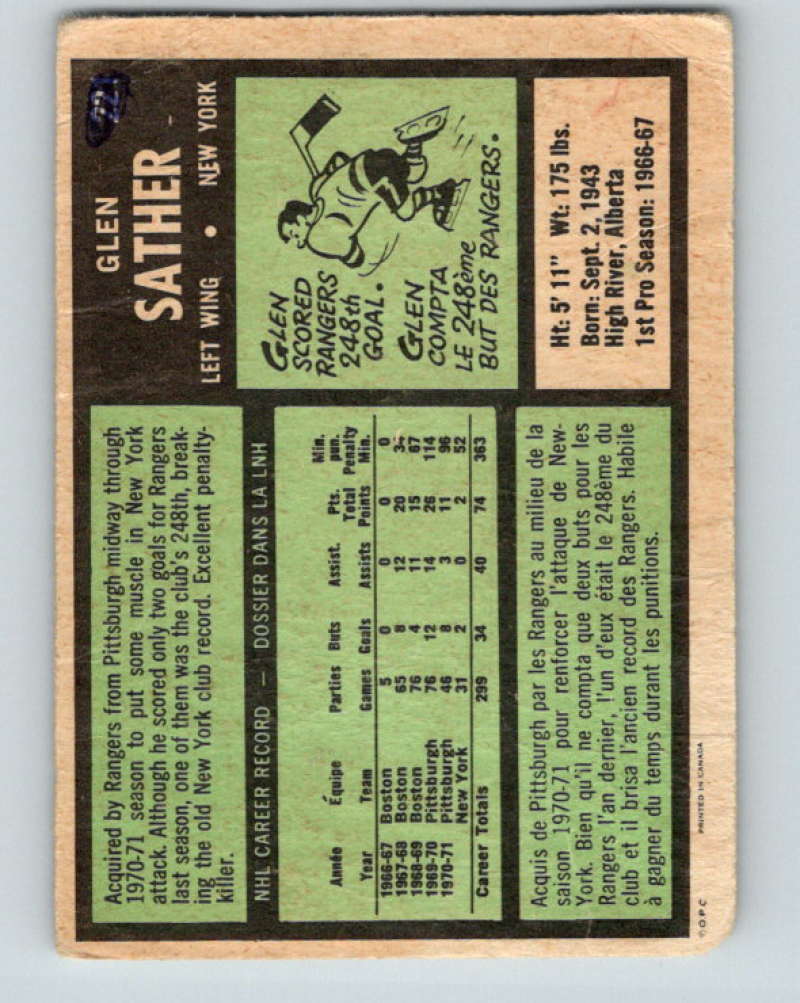 221
GLEN
SATHER
LEFT WING • NEW YORK
Acquired by Rangers from Pittsburgh midway through
1970-71 season to put some muscle in New York
attack. Although he scored only two goals for Rangers
last season, one of them was the club's 248th, break-
ing the old New York club record. Excellent penalty-
killer.
GLEN
SCORED
RANGERS
248th
GOAL.
GLEN
COMPTA
LE 248ème
BUT DES RANGERS.
Ht: 5' 11" Wt: 175 lbs.
Born: Sept. 2, 1943
High River, Alberta
1st Pro Season: 1966-67
NHL CAREER RECORD — DOSSIER DANS LA LNH
Année Équipe Parties Buts Assist. Pts. Total Min. pun. Penalty
Year Team Games Goals Assists Points Min.
1966-67 Boston 5 0 0 0 0
1967-68 Boston 65 8 12 20 34
1968-69 Boston 76 4 11 15 67
1969-70 Pittsburgh 76 12 14 26 114
1970-71 Pittsburgh 46 8 3 11 96
New York 31 2 0 2 52
Career Totals 299 34 40 74 363
Acquis de Pittsburgh par les Rangers au milieu de la
saison 1970-71 pour renforcer l'attaque de New-
York. Bien qu'il ne compta que deux buts pour les
Rangers l'an dernier, l'un d'eux était le 248ème du
club et il brisa l'ancien record des Rangers. Habile
à gagner du temps durant les punitions.
© O.P.C. PRINTED IN CANADA